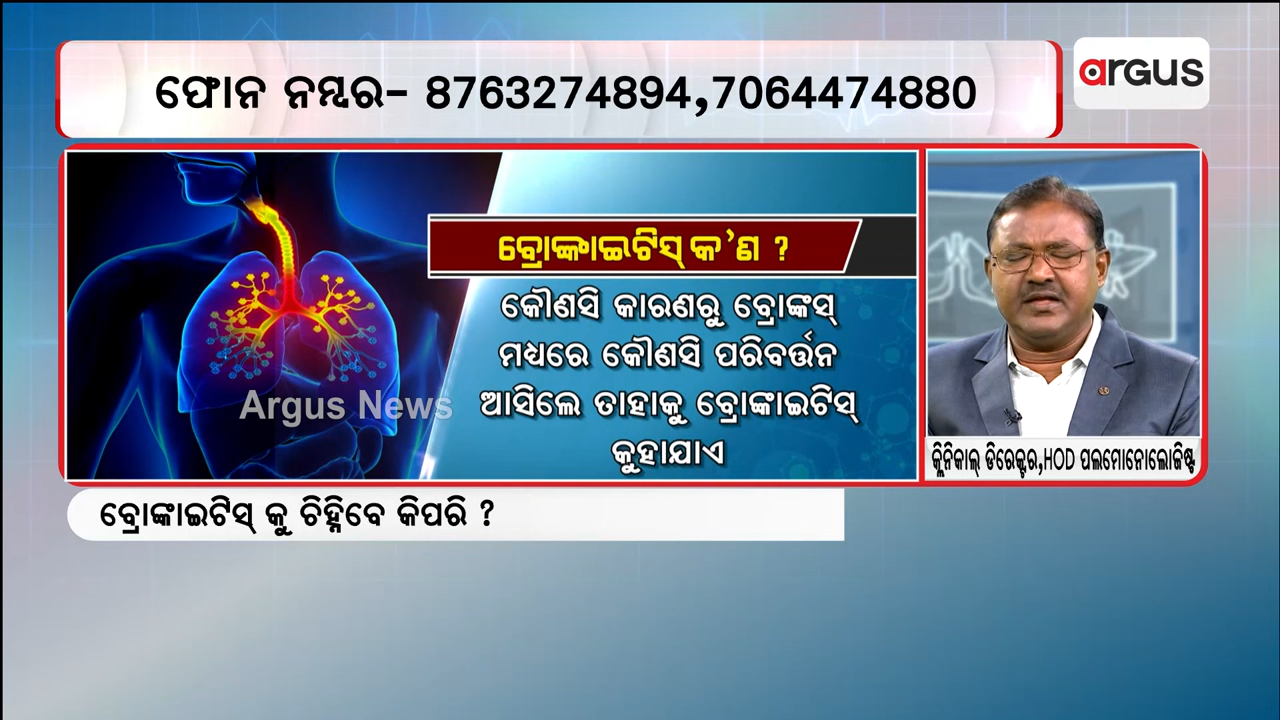 ଫୋନ ନମ୍ବର- 8763274894,7064474880
argus
ବ୍ରୋଙ୍କାଇଟିସ୍ କ'ଣ ?
କୌଣସି କାରଣରୁ ବ୍ରୋଙ୍କସ୍
ମଧ୍ୟରେ କୌଣସି ପରିବର୍ତ୍ତନ
ଆସିଲେ ତାହାକୁ ବ୍ରୋଙ୍କାଇଟିସ୍
କୁହାଯାଏ
Argus News
କ୍ଲିନିକାଲ୍ ଡିରେକ୍ଟର,HOD ପଲମୋନୋଲୋଜିଷ୍ଟ
ବ୍ରୋଙ୍କାଇଟିସ୍ କୁ ଚିହ୍ନିବେ କିପରି ?